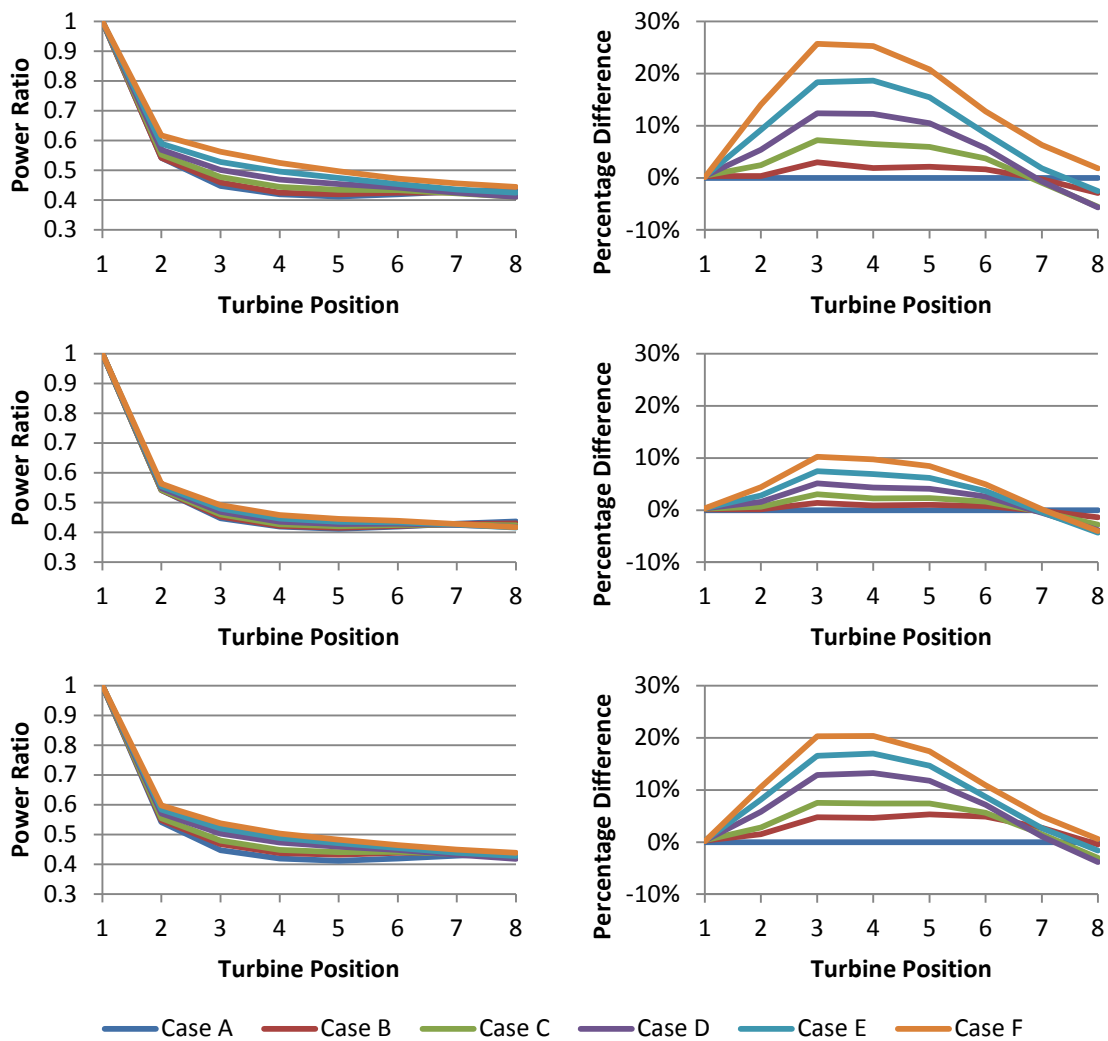 Power Ratio
1
0.9
0.8
0.7
0.6
0.5
0.4
0.3
1 2 3 4 5 6 7 8
Turbine Position
Percentage Difference
30%
20%
10%
0%
-10%
1 2 3 4 5 6 7 8
Turbine Position
Power Ratio
1
0.9
0.8
0.7
0.6
0.5
0.4
0.3
1 2 3 4 5 6 7 8
Turbine Position
Percentage Difference
30%
20%
10%
0%
-10%
1 2 3 4 5 6 7 8
Turbine Position
Power Ratio
1
0.9
0.8
0.7
0.6
0.5
0.4
0.3
1 2 3 4 5 6 7 8
Turbine Position
Percentage Difference
30%
20%
10%
0%
-10%
1 2 3 4 5 6 7 8
Turbine Position
Case A Case B Case C Case D Case E Case F